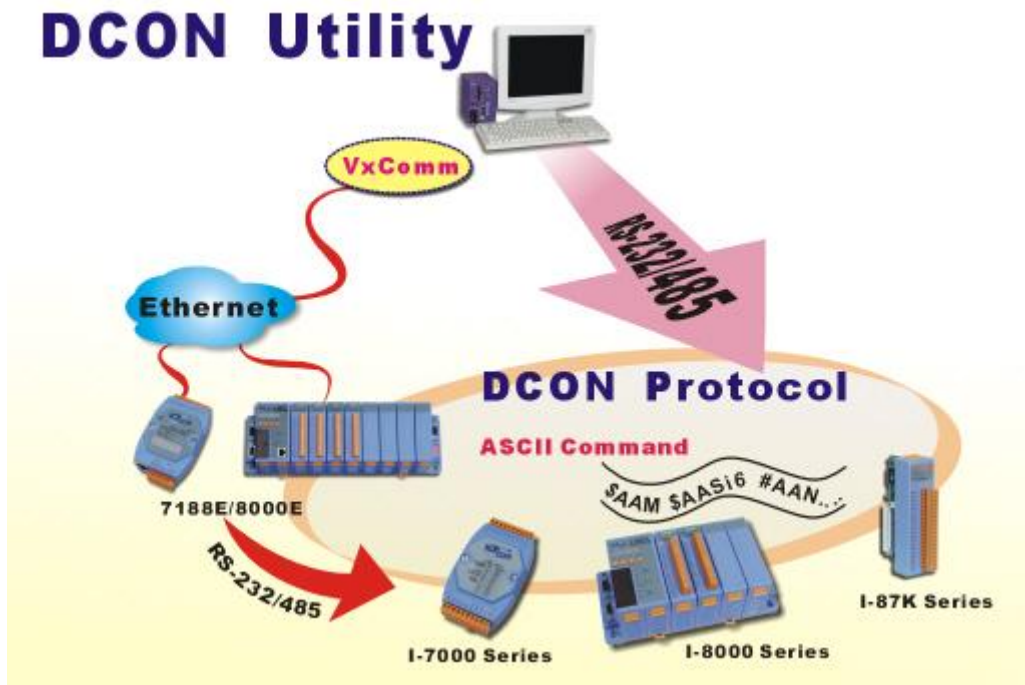 DCON Utility
VxComm
RS-232/485
Ethernet
DCON Protocol
ASCII Command
$AAM $AASi6 #AAN...
7188E/8000E
RS-232/485
I-87K Series
I-8000 Series
I-7000 Series